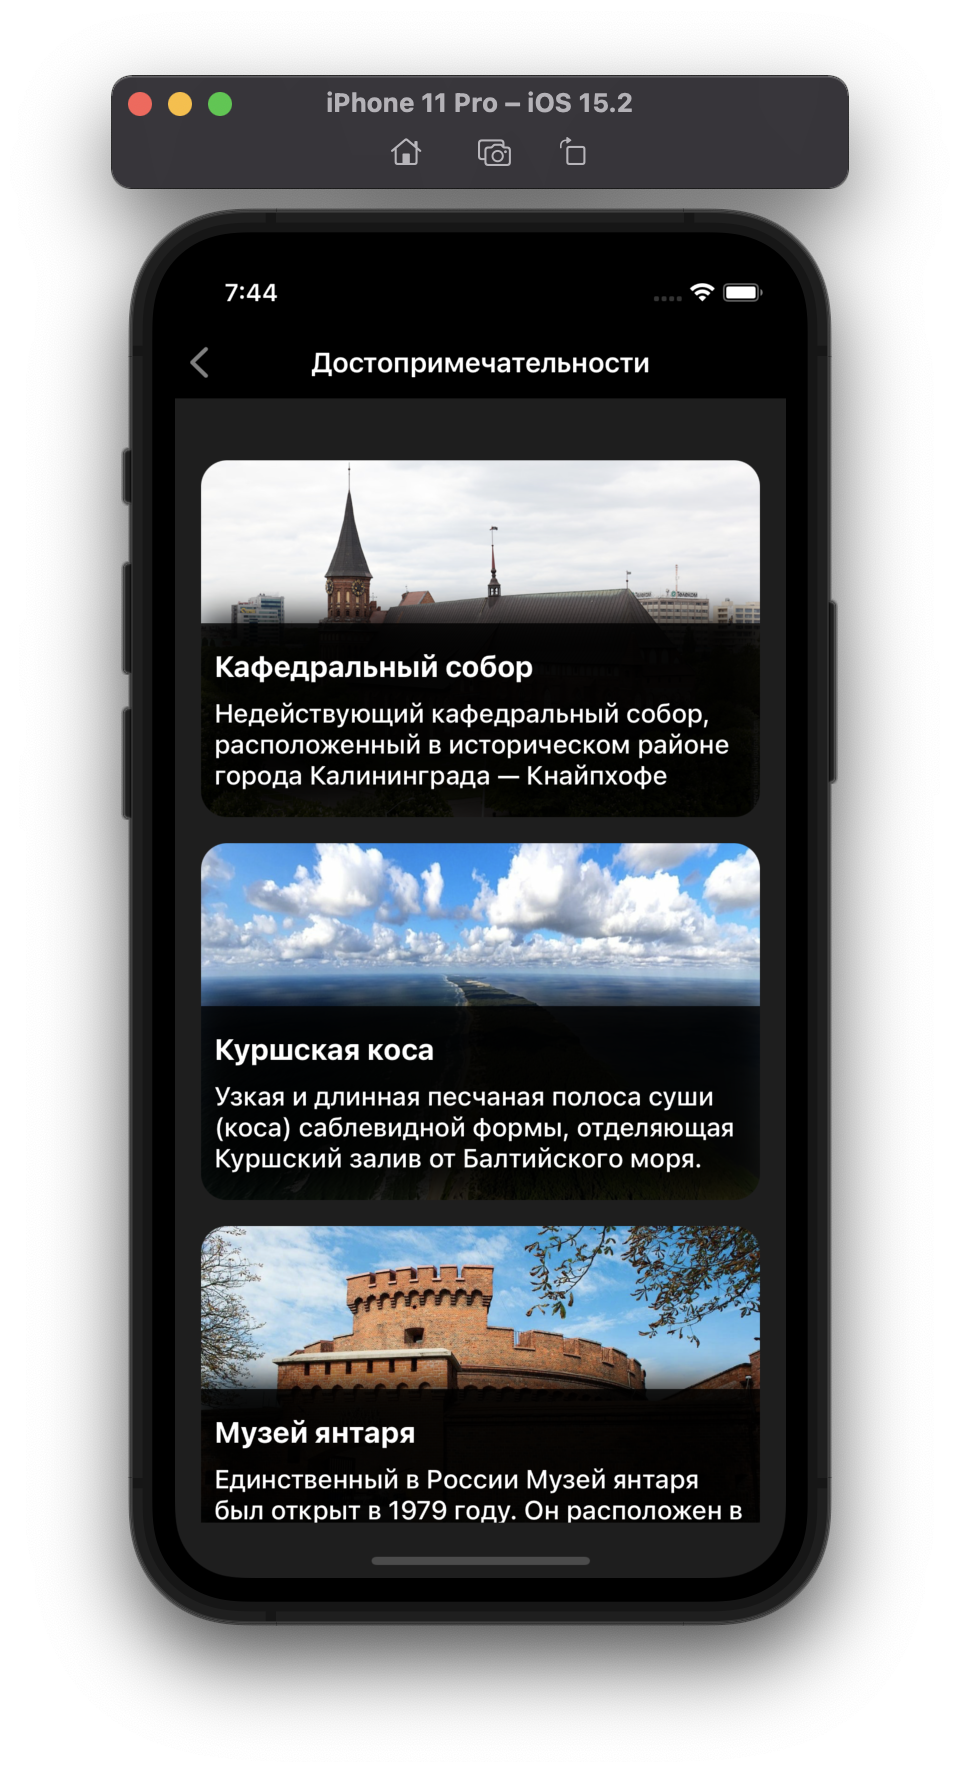 iPhone 11 Pro – iOS 15.2
7:44
Достопримечательности
Кафедральный собор
Недействующий кафедральный собор,
расположенный в историческом районе
города Калининграда — Кнайпхофе
Куршская коса
Узкая и длинная песчаная полоса суши
(коса) саблевидной формы, отделяющая
Куршский залив от Балтийского моря.
Музей янтаря
Единственный в России Музей янтаря
был открыт в 1979 году. Он расположен в